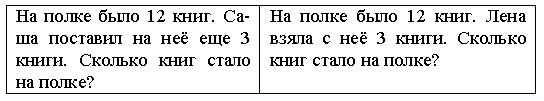 На полке было 12 книг. Са-
ша поставил на неё еще 3
книги. Сколько книг стало
на полке?
На полке было 12 книг. Лена
взяла с неё 3 книги. Сколько
книг стало на полке?